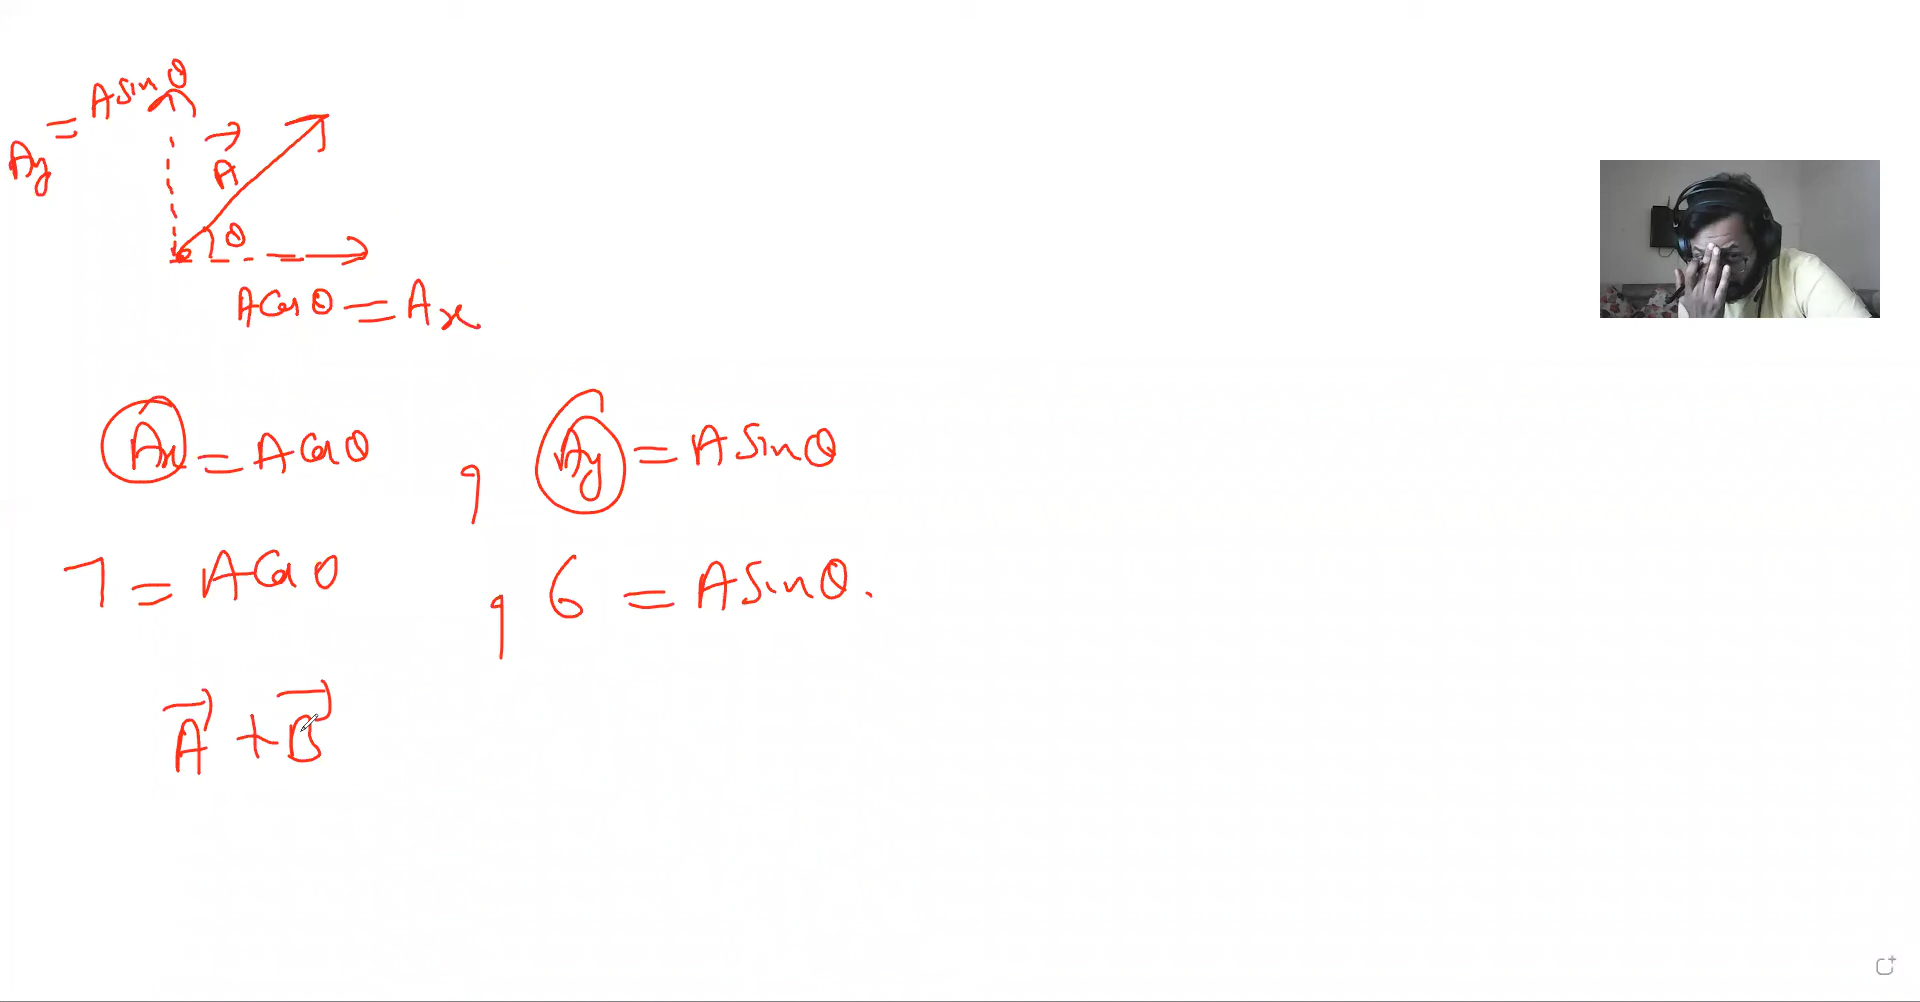 Ay = A sin θ
A⃗
θ
A cos θ = Ax
Ax = A cos θ , Ay = A sin θ
7 = A cos θ , 6 = A sin θ.
A⃗ + B⃗